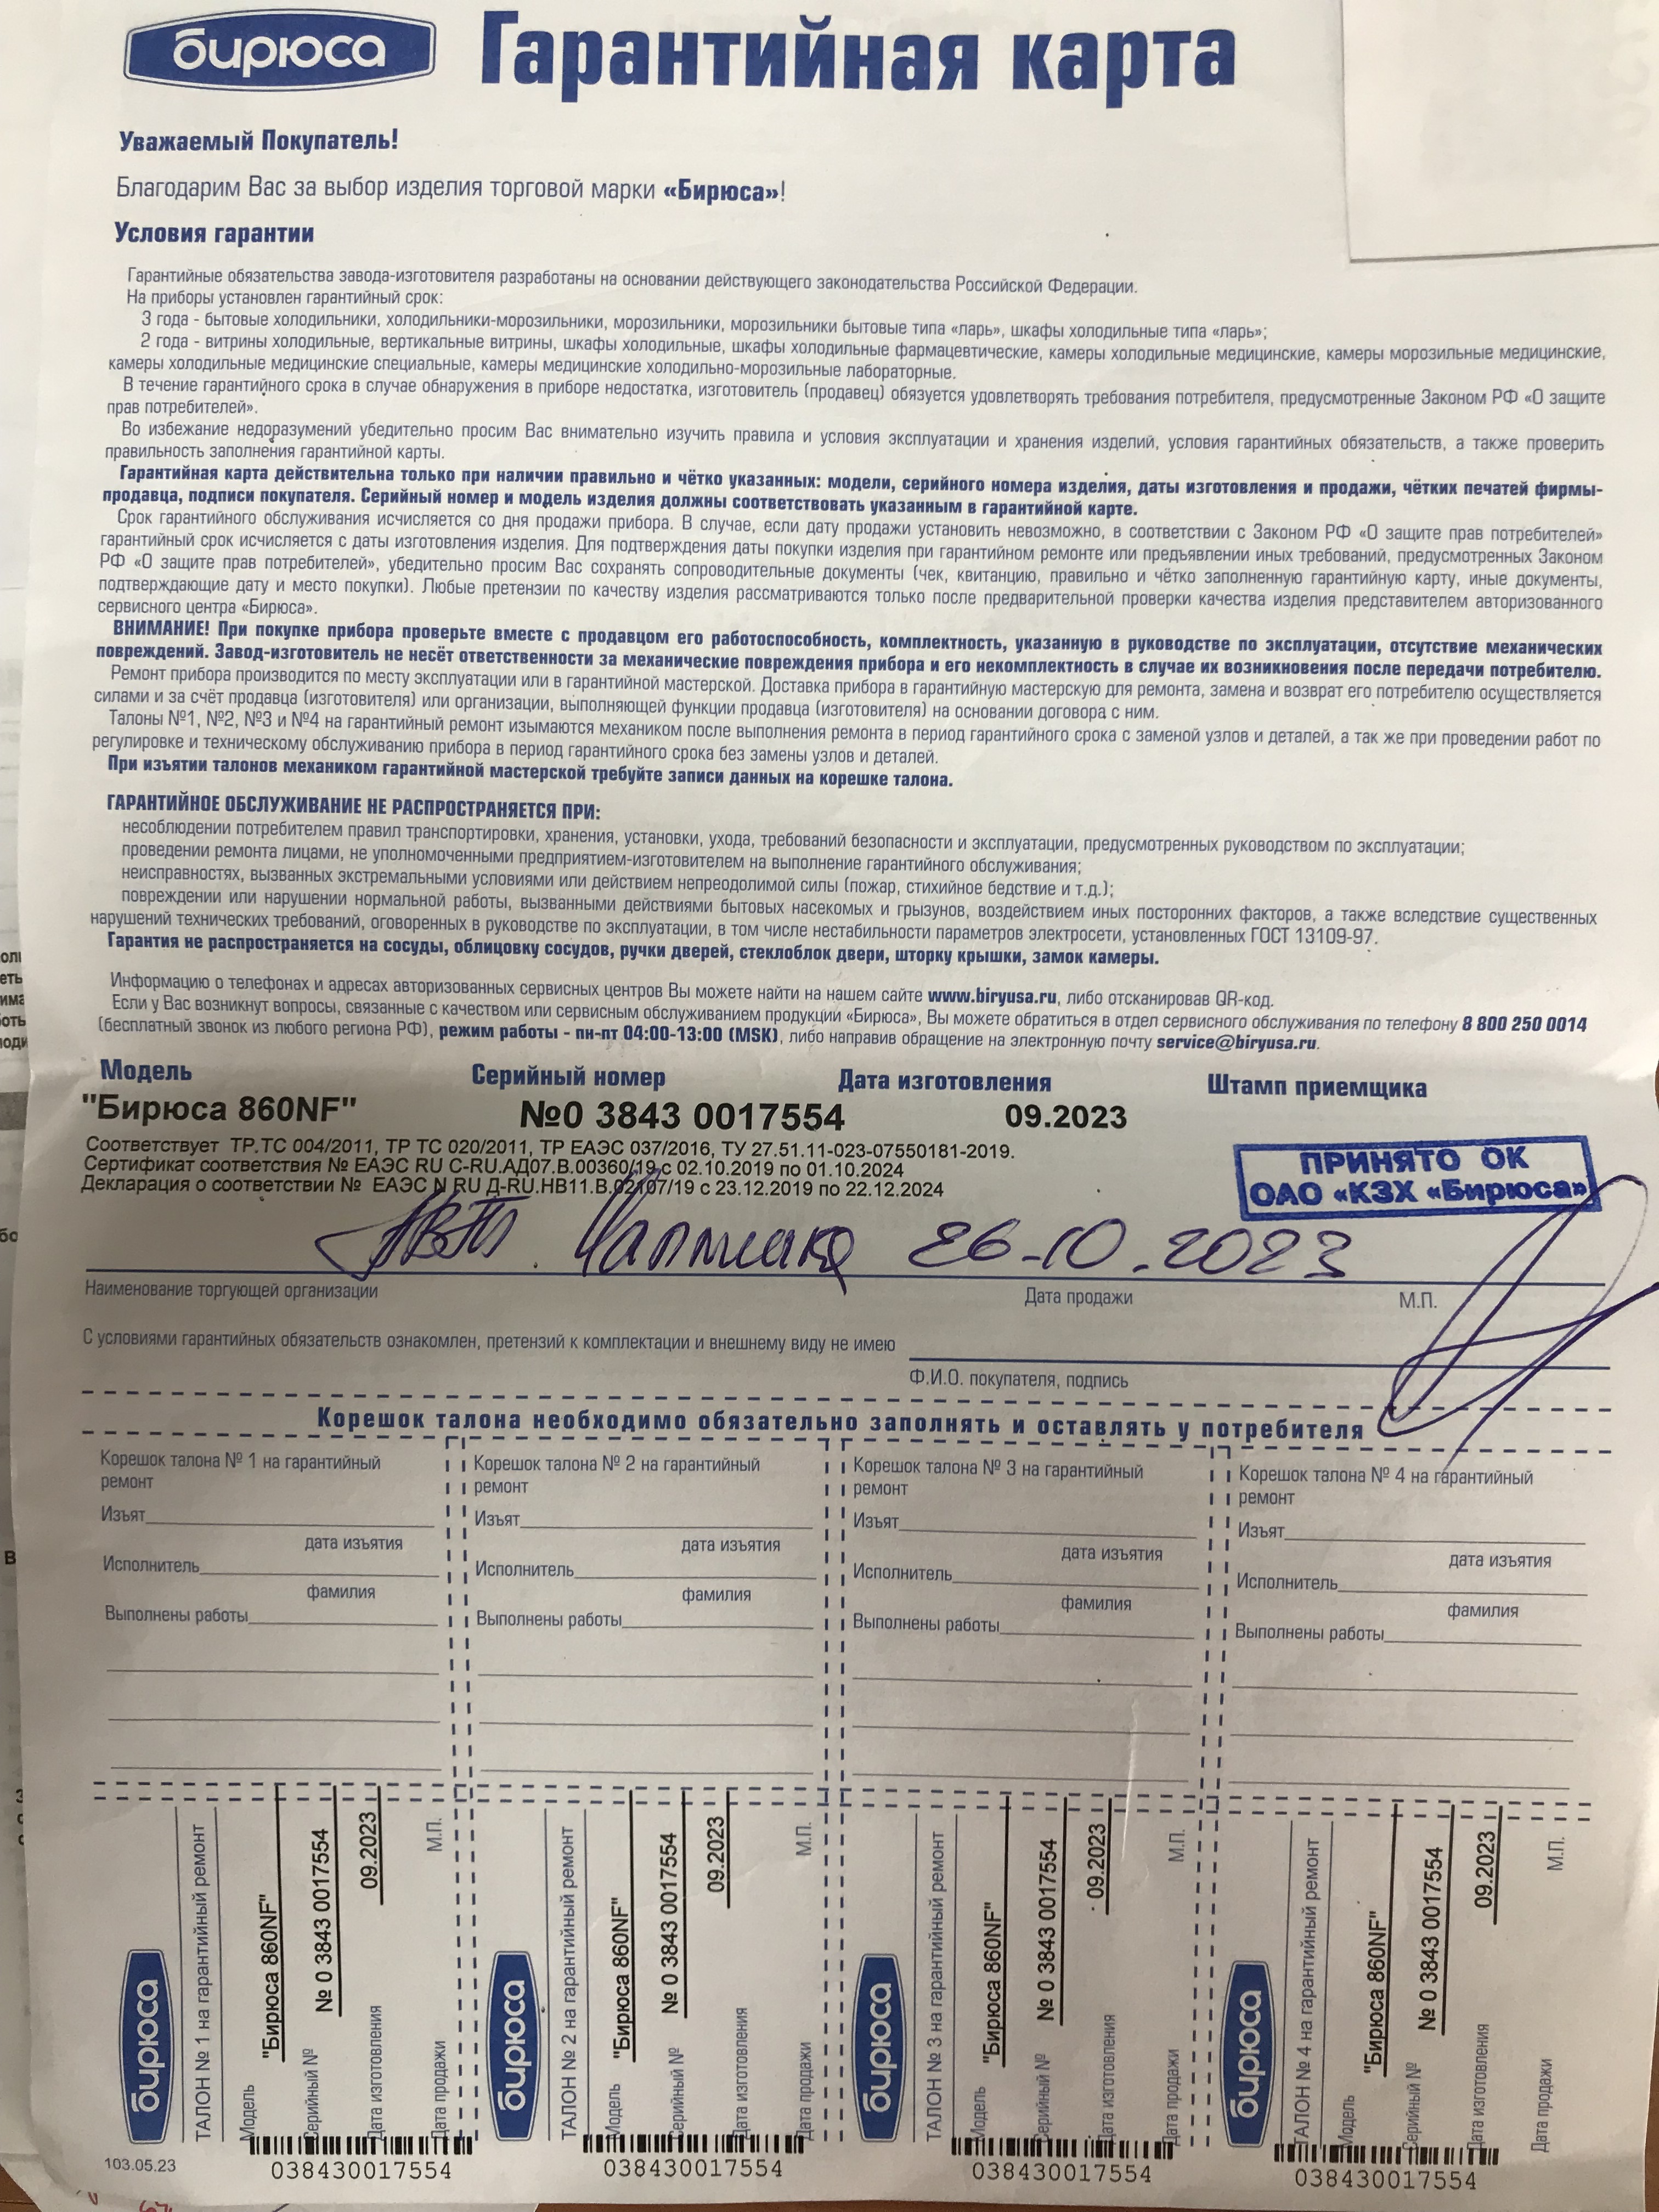 бирюса Гарантийная карта
Уважаемый Покупатель!
Благодарим Вас за выбор изделия торговой марки «Бирюса»!
Условия гарантии
Гарантийные обязательства завода-изготовителя разработаны на основании действующего законодательства Российской Федерации.
На приборы установлен гарантийный срок:
3 года - бытовые холодильники, холодильники-морозильники, морозильники, морозильники бытовые типа «ларь», шкафы холодильные типа «ларь»;
2 года - витрины холодильные, вертикальные витрины, шкафы холодильные, шкафы холодильные фармацевтические, камеры холодильные медицинские, камеры морозильные медицинские,
камеры холодильные медицинские специальные, камеры медицинские холодильно-морозильные лабораторные.
В течение гарантийного срока в случае обнаружения в приборе недостатка, изготовитель (продавец) обязуется удовлетворять требования потребителя, предусмотренные Законом РФ «О защите
прав потребителей».
Во избежание недоразумений убедительно просим Вас внимательно изучить правила и условия эксплуатации и хранения изделий, условия гарантийных обязательств, а также проверить
правильность заполнения гарантийной карты.
Гарантийная карта действительна только при наличии правильно и чётко указанных: модели, серийного номера изделия, даты изготовления и продажи, чётких печатей фирмы-
продавца, подписи покупателя. Серийный номер и модель изделия должны соответствовать указанным в гарантийной карте.
Срок гарантийного обслуживания исчисляется со дня продажи прибора. В случае, если дату продажи установить невозможно, в соответствии с Законом РФ «О защите прав потребителей»
гарантийный срок исчисляется с даты изготовления изделия. Для подтверждения даты покупки изделия при гарантийном ремонте или предъявлении иных требований, предусмотренных Законом
РФ «О защите прав потребителей», убедительно просим Вас сохранять сопроводительные документы (чек, квитанцию, правильно и чётко заполненную гарантийную карту, иные документы,
подтверждающие дату и место покупки). Любые претензии по качеству изделия рассматриваются только после предварительной проверки качества изделия представителем авторизованного
сервисного центра «Бирюса».
ВНИМАНИЕ! При покупке прибора проверьте вместе с продавцом его работоспособность, комплектность, указанную в руководстве по эксплуатации, отсутствие механических
повреждений. Завод-изготовитель не несёт ответственности за механические повреждения прибора и его некомплектность в случае их возникновения после передачи потребителю.
Ремонт прибора производится по месту эксплуатации или в гарантийной мастерской. Доставка прибора в гарантийную мастерскую для ремонта, замена и возврат его потребителю осуществляется
силами и за счёт продавца (изготовителя) или организации, выполняющей функции продавца (изготовителя) на основании договора с ним.
Талоны №1, №2, №3 и №4 на гарантийный ремонт изымаются механиком после выполнения ремонта в период гарантийного срока с заменой узлов и деталей, а так же при проведении работ по
регулировке и техническому обслуживанию прибора в период гарантийного срока без замены узлов и деталей.
При изъятии талонов механиком гарантийной мастерской требуйте записи данных на корешке талона.
ГАРАНТИЙНОЕ ОБСЛУЖИВАНИЕ НЕ РАСПРОСТРАНЯЕТСЯ ПРИ:
несоблюдении потребителем правил транспортировки, хранения, установки, ухода, требований безопасности и эксплуатации, предусмотренных руководством по эксплуатации;
проведении ремонта лицами, не уполномоченными предприятием-изготовителем на выполнение гарантийного обслуживания;
неисправностях, вызванных экстремальными условиями или действием непреодолимой силы (пожар, стихийное бедствие и т.д.);
повреждении или нарушении нормальной работы, вызванными действиями бытовых насекомых и грызунов, воздействием иных посторонних факторов, а также вследствие существенных
нарушений технических требований, оговоренных в руководстве по эксплуатации, в том числе нестабильности параметров электросети, установленных ГОСТ 13109-97.
Гарантия не распространяется на сосуды, облицовку сосудов, ручки дверей, стеклоблок двери, шторку крышки, замок камеры.
Информацию о телефонах и адресах авторизованных сервисных центров Вы можете найти на нашем сайте www.biryusa.ru, либо отсканировав QR-код.
Если у Вас возникнут вопросы, связанные с качеством или сервисным обслуживанием продукции «Бирюса», Вы можете обратиться в отдел сервисного обслуживания по телефону 8 800 250 0014
(бесплатный звонок из любого региона РФ), режим работы - пн-пт 04:00-13:00 (MSK), либо направив обращение на электронную почту service@biryusa.ru.
Модель Серийный номер Дата изготовления Штамп приемщика
"Бирюса 860NF" №0 3843 0017554 09.2023
Соответствует ТР.ТС 004/2011, ТР ТС 020/2011, ТР ЕАЭС 037/2016, ТУ 27.51.11-023-07550181-2019.
Сертификат соответствия № ЕАЭС RU С-RU.АД07.В.00360/19 с 02.10.2019 по 01.10.2024
Декларация о соответствии № ЕАЭС N RU Д-RU.НВ11.В.02107/19 с 23.12.2019 по 22.12.2024
ПРИНЯТО ОК
ОАО «КЗХ «Бирюса»
26-10.2023
Наименование торгующей организации Дата продажи М.П.
С условиями гарантийных обязательств ознакомлен, претензий к комплектации и внешнему виду не имею
Ф.И.О. покупателя, подпись
Корешок талона необходимо обязательно заполнять и оставлять у потребителя
Корешок талона № 1 на гарантийный
ремонт
Изъят
дата изъятия
Исполнитель
фамилия
Выполнены работы
Корешок талона № 2 на гарантийный
ремонт
Изъят
дата изъятия
Исполнитель
фамилия
Выполнены работы
Корешок талона № 3 на гарантийный
ремонт
Изъят
дата изъятия
Исполнитель
фамилия
Выполнены работы
Корешок талона № 4 на гарантийный
ремонт
Изъят
дата изъятия
Исполнитель
фамилия
Выполнены работы
бирюса
ТАЛОН № 1 на гарантийный ремонт
Модель "Бирюса 860NF"
Серийный № № 0 3843 0017554
Дата изготовления 09.2023
Дата продажи М.П.
038430017554
бирюса
ТАЛОН № 2 на гарантийный ремонт
Модель "Бирюса 860NF"
Серийный № № 0 3843 0017554
Дата изготовления 09.2023
Дата продажи М.П.
038430017554
бирюса
ТАЛОН № 3 на гарантийный ремонт
Модель "Бирюса 860NF"
Серийный № № 0 3843 0017554
Дата изготовления 09.2023
Дата продажи М.П.
038430017554
бирюса
ТАЛОН № 4 на гарантийный ремонт
Модель "Бирюса 860NF"
Серийный № № 0 3843 0017554
Дата изготовления 09.2023
Дата продажи М.П.
038430017554
103.05.23